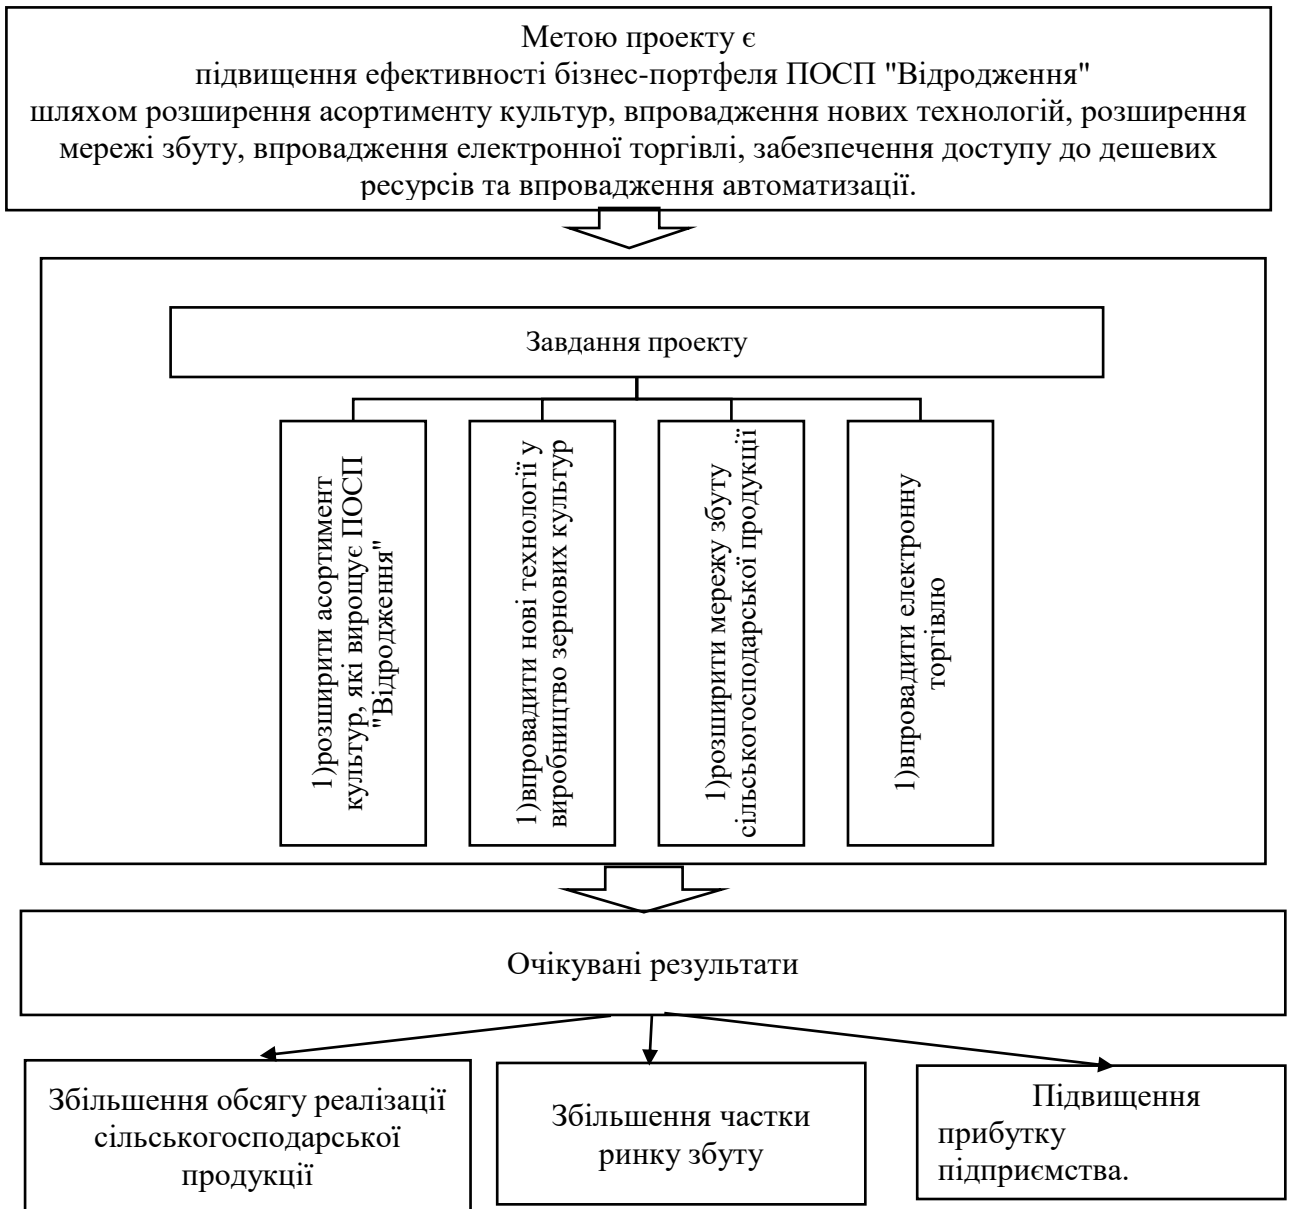 Метою проекту є
підвищення ефективності бізнес-портфеля ПОСП "Відродження"
шляхом розширення асортименту культур, впровадження нових технологій, розширення
мережі збуту, впровадження електронної торгівлі, забезпечення доступу до дешевих
ресурсів та впровадження автоматизації.
Завдання проекту
1)розширити асортимент
культур, які вирощує ПОСП
"Відродження"
1)впровадити нові технології у
виробництво зернових культур
1)розширити мережу збуту
сільськогосподарської продукції
1)впровадити електронну
торгівлю
Очікувані результати
Збільшення обсягу реалізації
сільськогосподарської
продукції
Збільшення частки
ринку збуту
Підвищення
прибутку
підприємства.